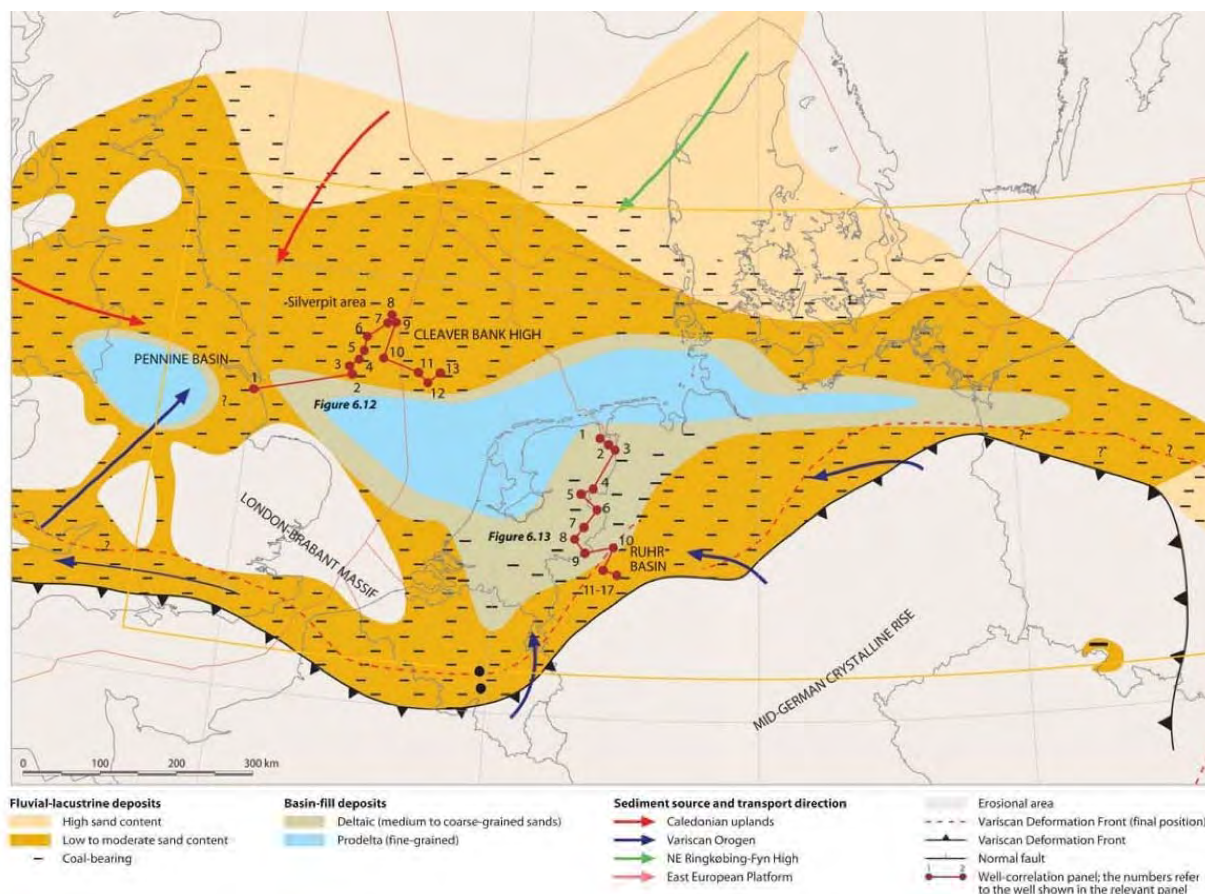 Silverpit area
8
7
9
6
CLEAVER BANK HIGH
5
10
PENNINE BASIN
3
4
11
13
1
2
12
?
Figure 6.12
1
2
3
?
?
?
4
5
6
LONDON-BRABANT MASSIF
7
Figure 6.13
8
10
?
9
RUHR
BASIN
11-17
MID-GERMAN CRYSTALLINE RISE
0 100 200 300 km
Fluvial-lacustrine deposits
High sand content
Low to moderate sand content
Coal-bearing
Basin-fill deposits
Deltaic (medium to coarse-grained sands)
Prodelta (fine-grained)
Sediment source and transport direction
Caledonian uplands
Variscan Orogen
NE Ringkøbing-Fyn High
East European Platform
Erosional area
Variscan Deformation Front (final position)
Variscan Deformation Front
Normal fault
1 2
Well-correlation panel; the numbers refer
to the well shown in the relevant panel